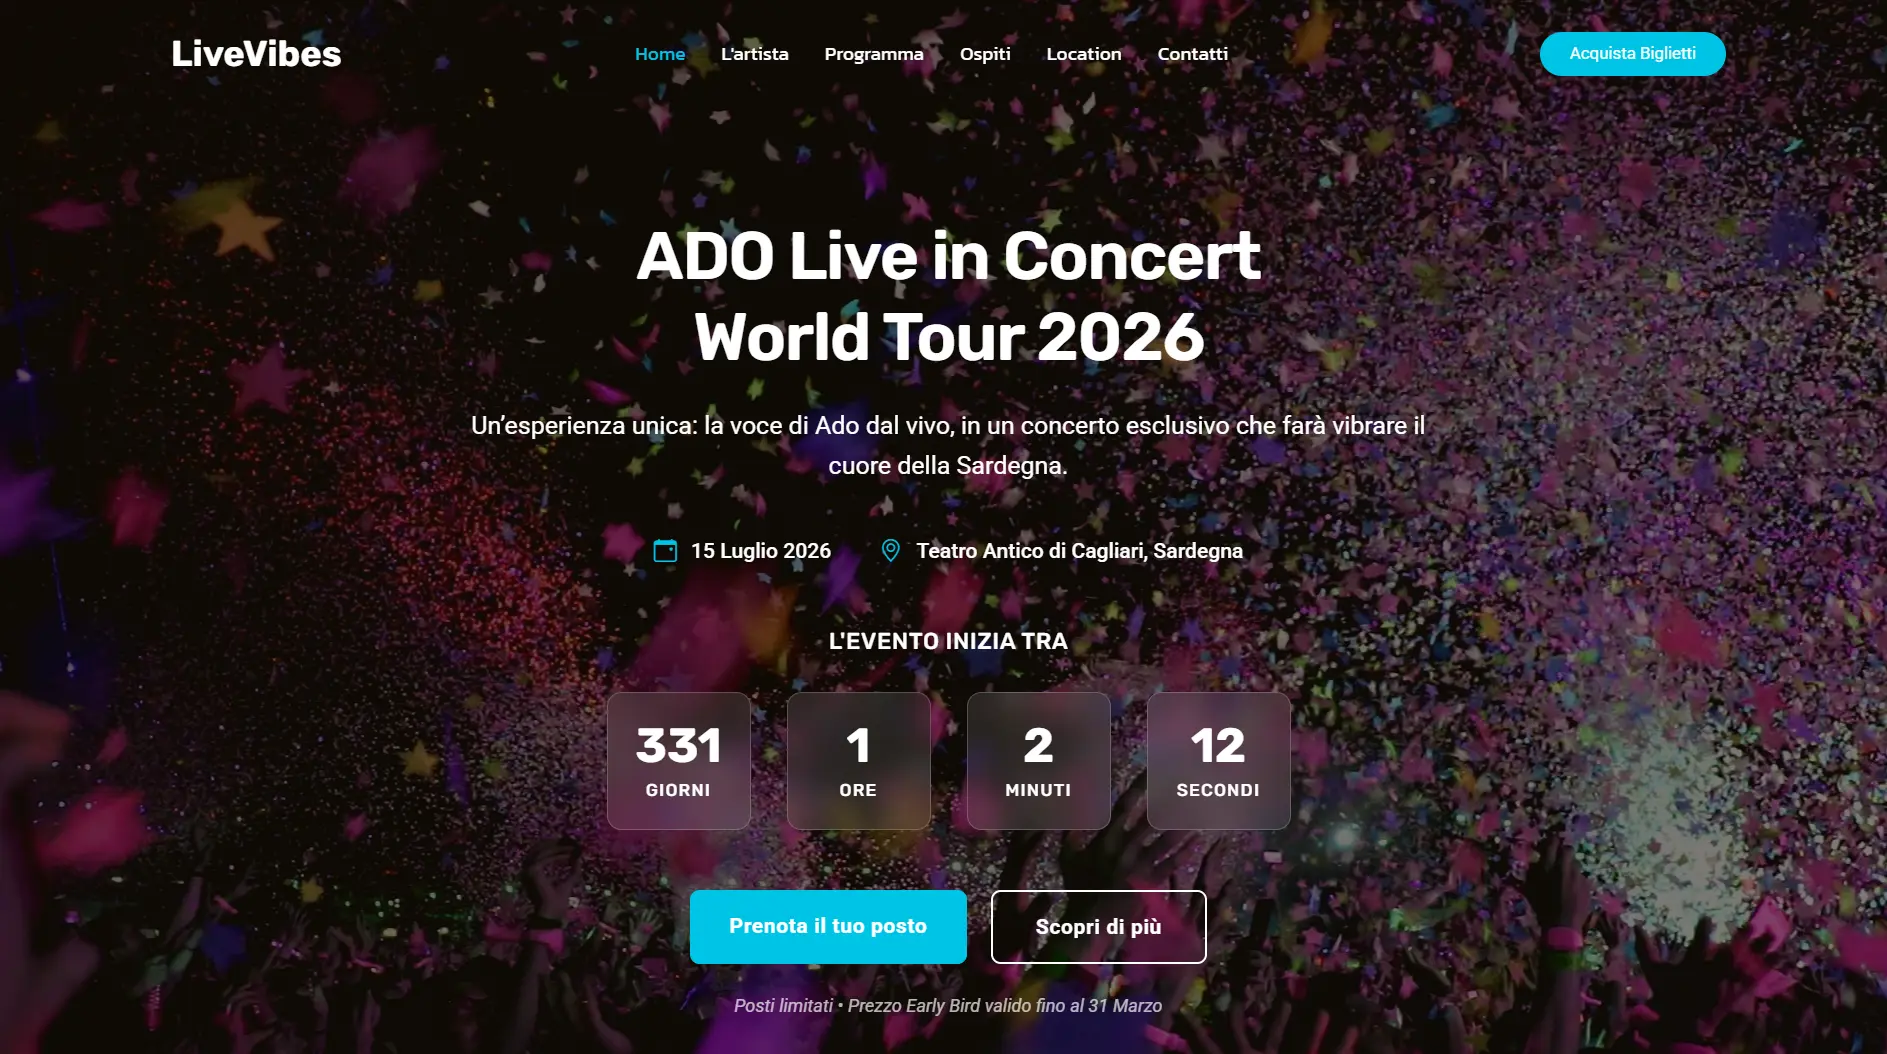 LiveVibes
Home
L'artista
Programma
Ospiti
Location
Contatti
Acquista Biglietti
ADO Live in Concert
World Tour 2026
Un’esperienza unica: la voce di Ado dal vivo, in un concerto esclusivo che farà vibrare il
cuore della Sardegna.
15 Luglio 2026
Teatro Antico di Cagliari, Sardegna
L'EVENTO INIZIA TRA
331
GIORNI
1
ORE
2
MINUTI
12
SECONDI
Prenota il tuo posto
Scopri di più
Posti limitati • Prezzo Early Bird valido fino al 31 Marzo